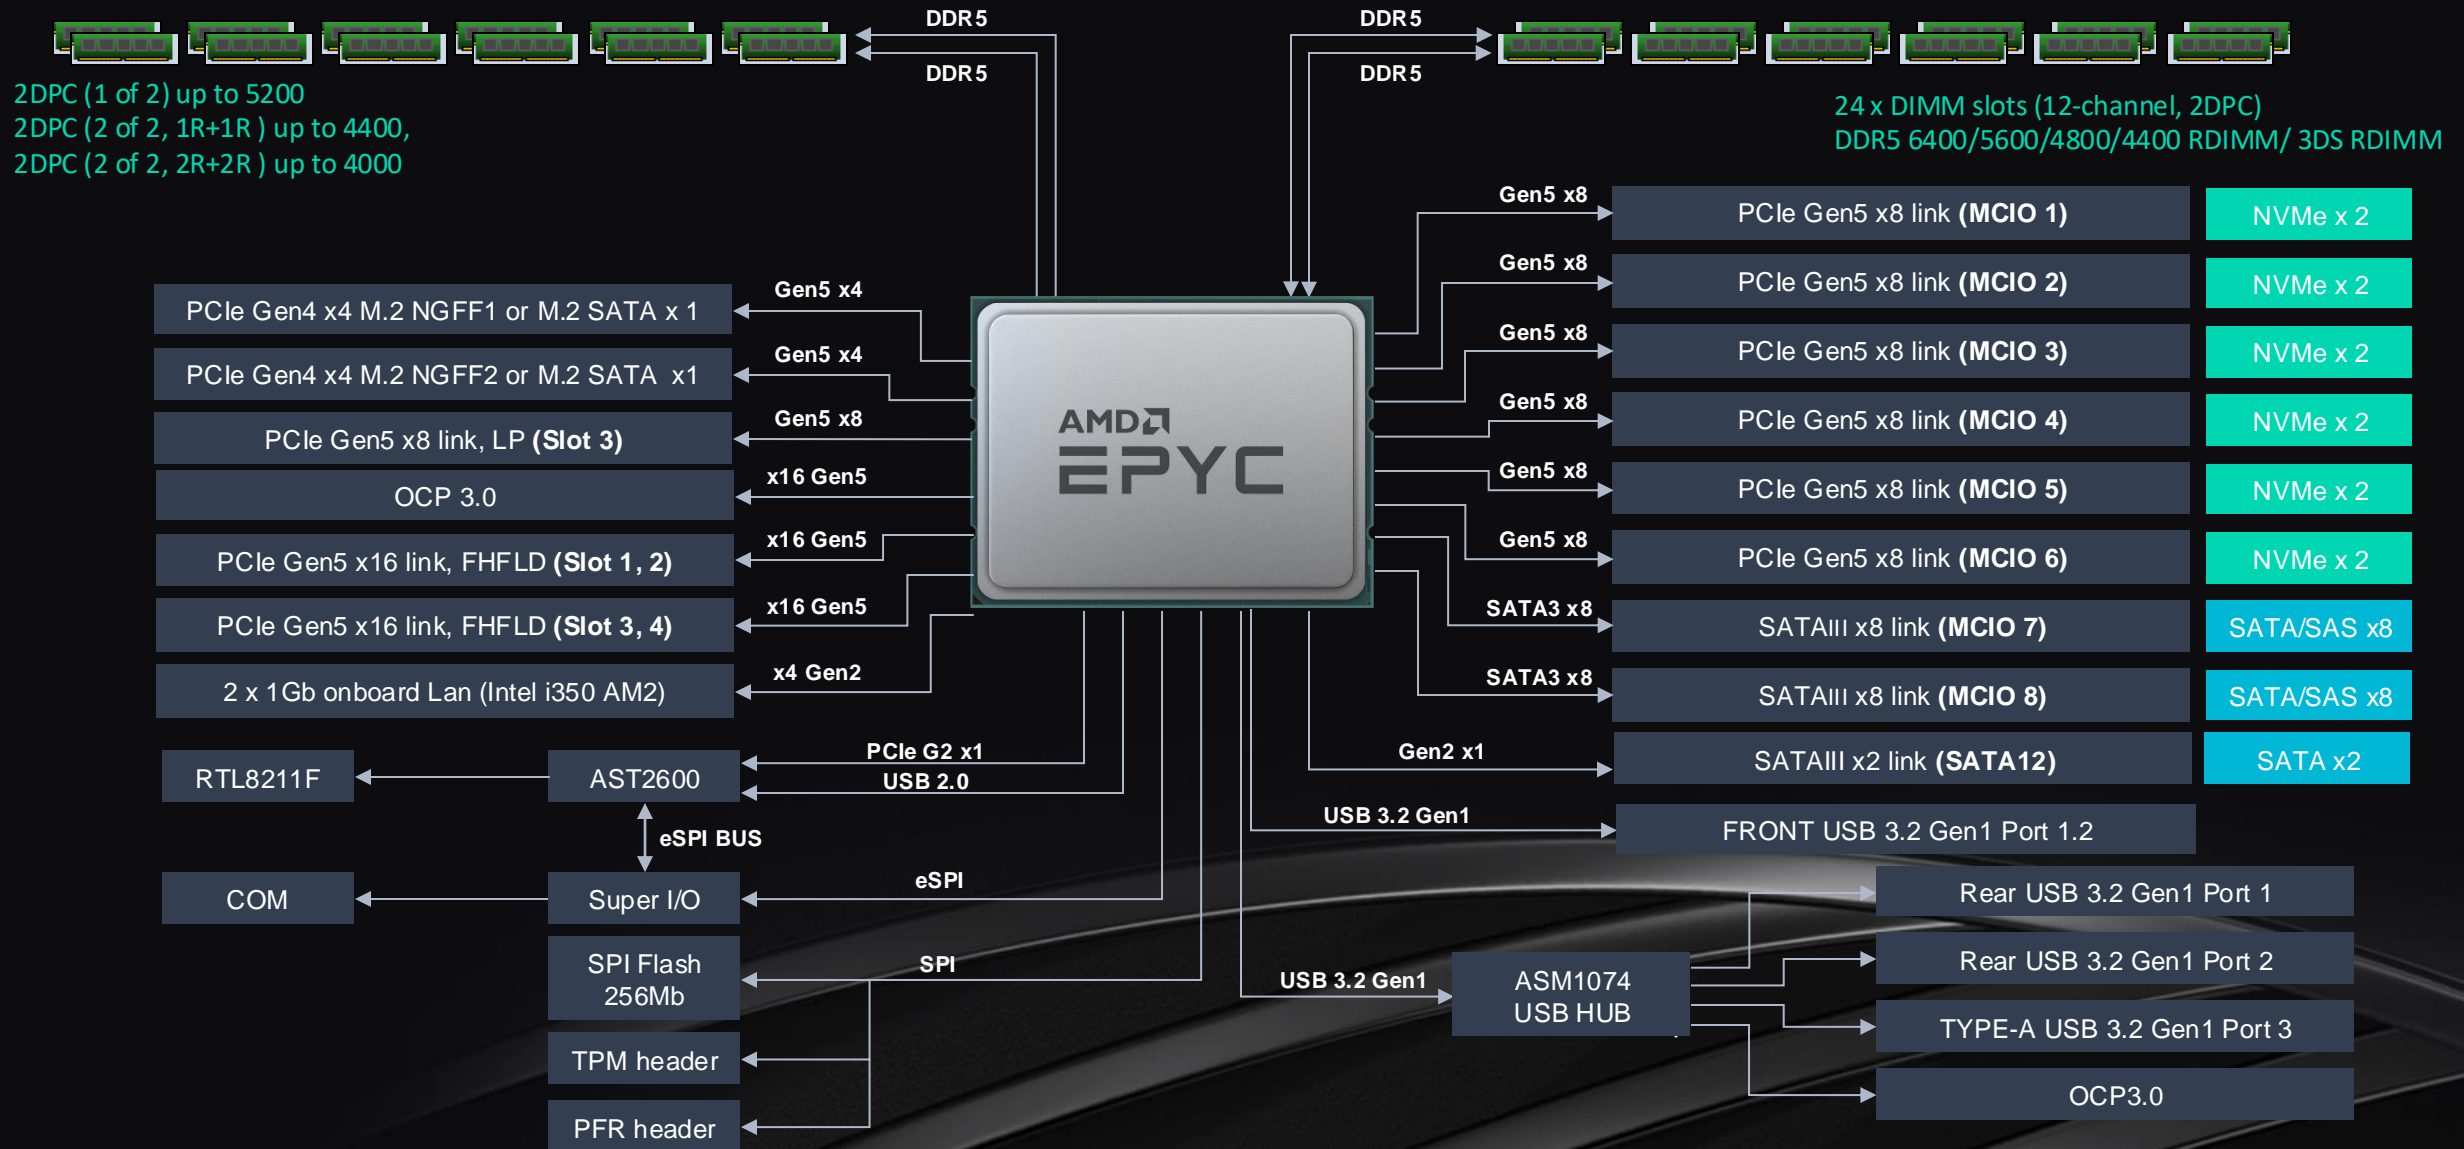 DDR5
DDR5
DDR5
DDR5
2DPC (1 of 2) up to 5200
2DPC (2 of 2, 1R+1R ) up to 4400,
2DPC (2 of 2, 2R+2R ) up to 4000
24 x DIMM slots (12-channel, 2DPC)
DDR5 6400/5600/4800/4400 RDIMM/ 3DS RDIMM
Gen5 x4
PCIe Gen4 x4 M.2 NGFF1 or M.2 SATA x 1
Gen5 x4
PCIe Gen4 x4 M.2 NGFF2 or M.2 SATA x1
Gen5 x8
PCIe Gen5 x8 link, LP (Slot 3)
x16 Gen5
OCP 3.0
x16 Gen5
PCIe Gen5 x16 link, FHFLD (Slot 1, 2)
x16 Gen5
PCIe Gen5 x16 link, FHFLD (Slot 3, 4)
x4 Gen2
2 x 1Gb onboard Lan (Intel i350 AM2)
AMD
EPYC
Gen5 x8
PCIe Gen5 x8 link (MCIO 1)
NVMe x 2
Gen5 x8
PCIe Gen5 x8 link (MCIO 2)
NVMe x 2
Gen5 x8
PCIe Gen5 x8 link (MCIO 3)
NVMe x 2
Gen5 x8
PCIe Gen5 x8 link (MCIO 4)
NVMe x 2
Gen5 x8
PCIe Gen5 x8 link (MCIO 5)
NVMe x 2
Gen5 x8
PCIe Gen5 x8 link (MCIO 6)
NVMe x 2
SATA3 x8
SATAIII x8 link (MCIO 7)
SATA/SAS x8
SATA3 x8
SATAIII x8 link (MCIO 8)
SATA/SAS x8
Gen2 x1
SATAIII x2 link (SATA12)
SATA x2
PCIe G2 x1
RTL8211F
AST2600
USB 2.0
eSPI BUS
COM
Super I/O
eSPI
SPI Flash
256Mb
SPI
TPM header
PFR header
USB 3.2 Gen1
FRONT USB 3.2 Gen1 Port 1.2
USB 3.2 Gen1
ASM1074
USB HUB
Rear USB 3.2 Gen1 Port 1
Rear USB 3.2 Gen1 Port 2
TYPE-A USB 3.2 Gen1 Port 3
OCP3.0